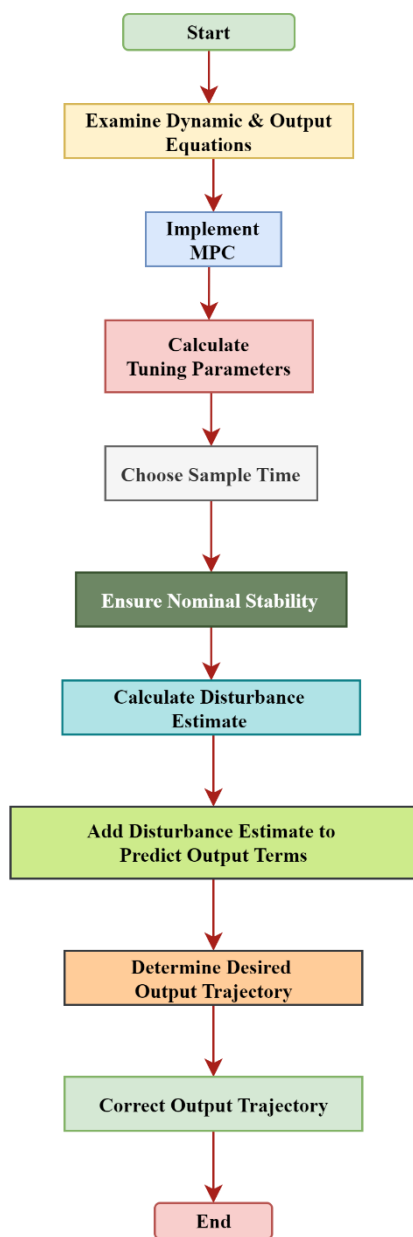 Start
Examine Dynamic & Output
Equations
Implement
MPC
Calculate
Tuning Parameters
Choose Sample Time
Ensure Nominal Stability
Calculate Disturbance
Estimate
Add Disturbance Estimate to
Predict Output Terms
Determine Desired
Output Trajectory
Correct Output Trajectory
End